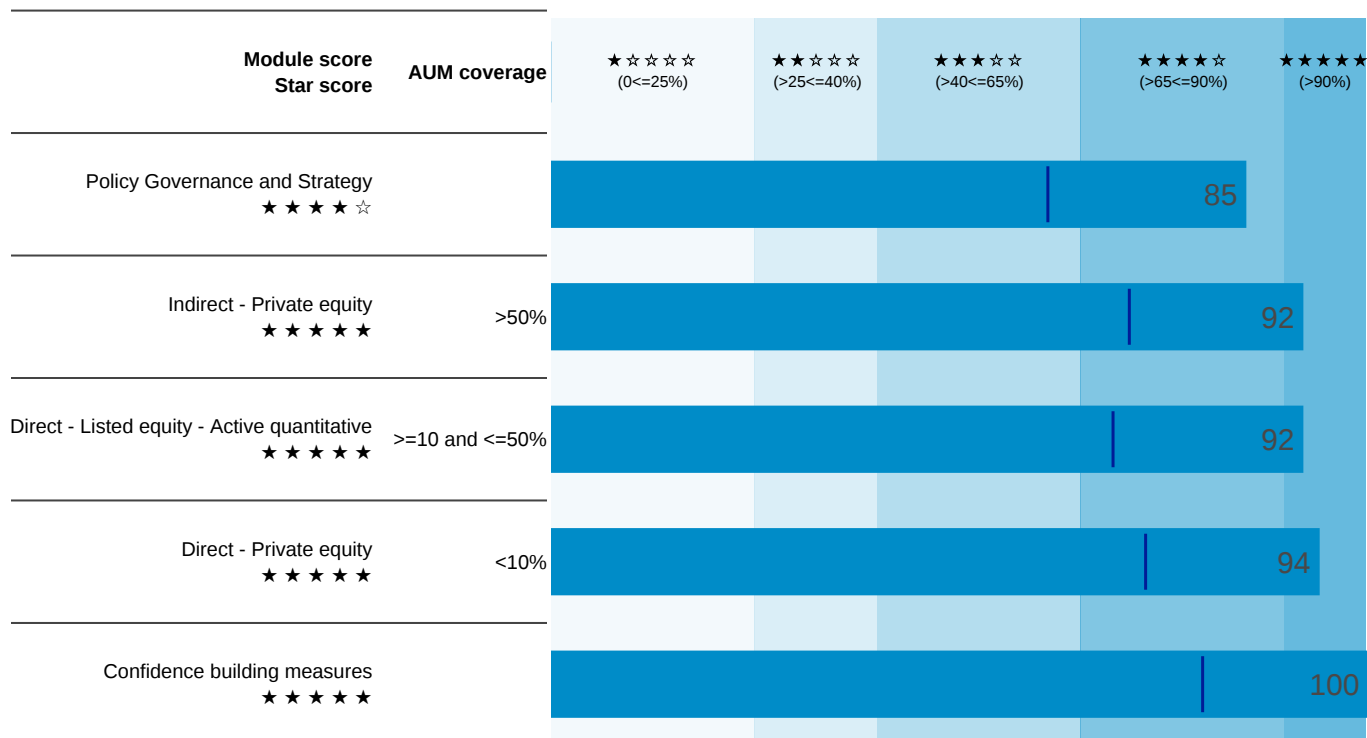 Module score
Star score
AUM coverage
★☆☆☆☆
(0<=25%)
★★☆☆☆
(>25<=40%)
★★★☆☆
(>40<=65%)
★★★★☆
(>65<=90%)
★★★★★
(>90%)
Policy Governance and Strategy
★★★★☆
85
Indirect - Private equity
★★★★★
>50%
92
Direct - Listed equity - Active quantitative
★★★★★
>=10 and <=50%
92
Direct - Private equity
★★★★★
<10%
94
Confidence building measures
★★★★★
100